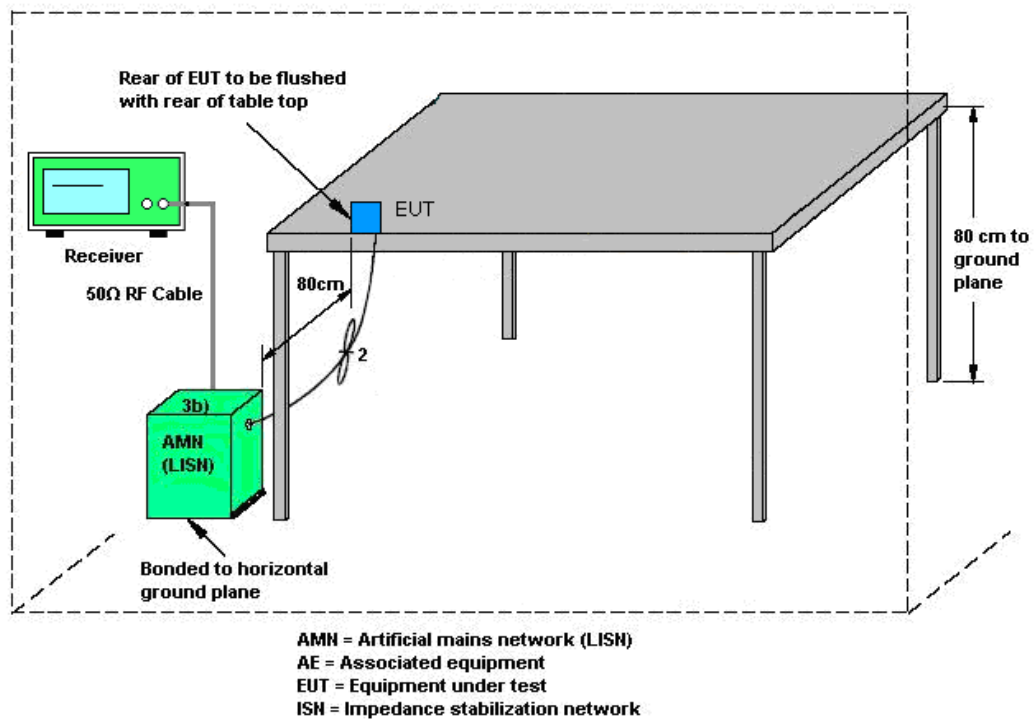 Rear of EUT to be flushed
with rear of table top
EUT
Receiver
50Ω RF Cable
80cm
2
80 cm to
ground
plane
3b)
AMN
(LISN)
Bonded to horizontal
ground plane
AMN = Artificial mains network (LISN)
AE = Associated equipment
EUT = Equipment under test
ISN = Impedance stabilization network